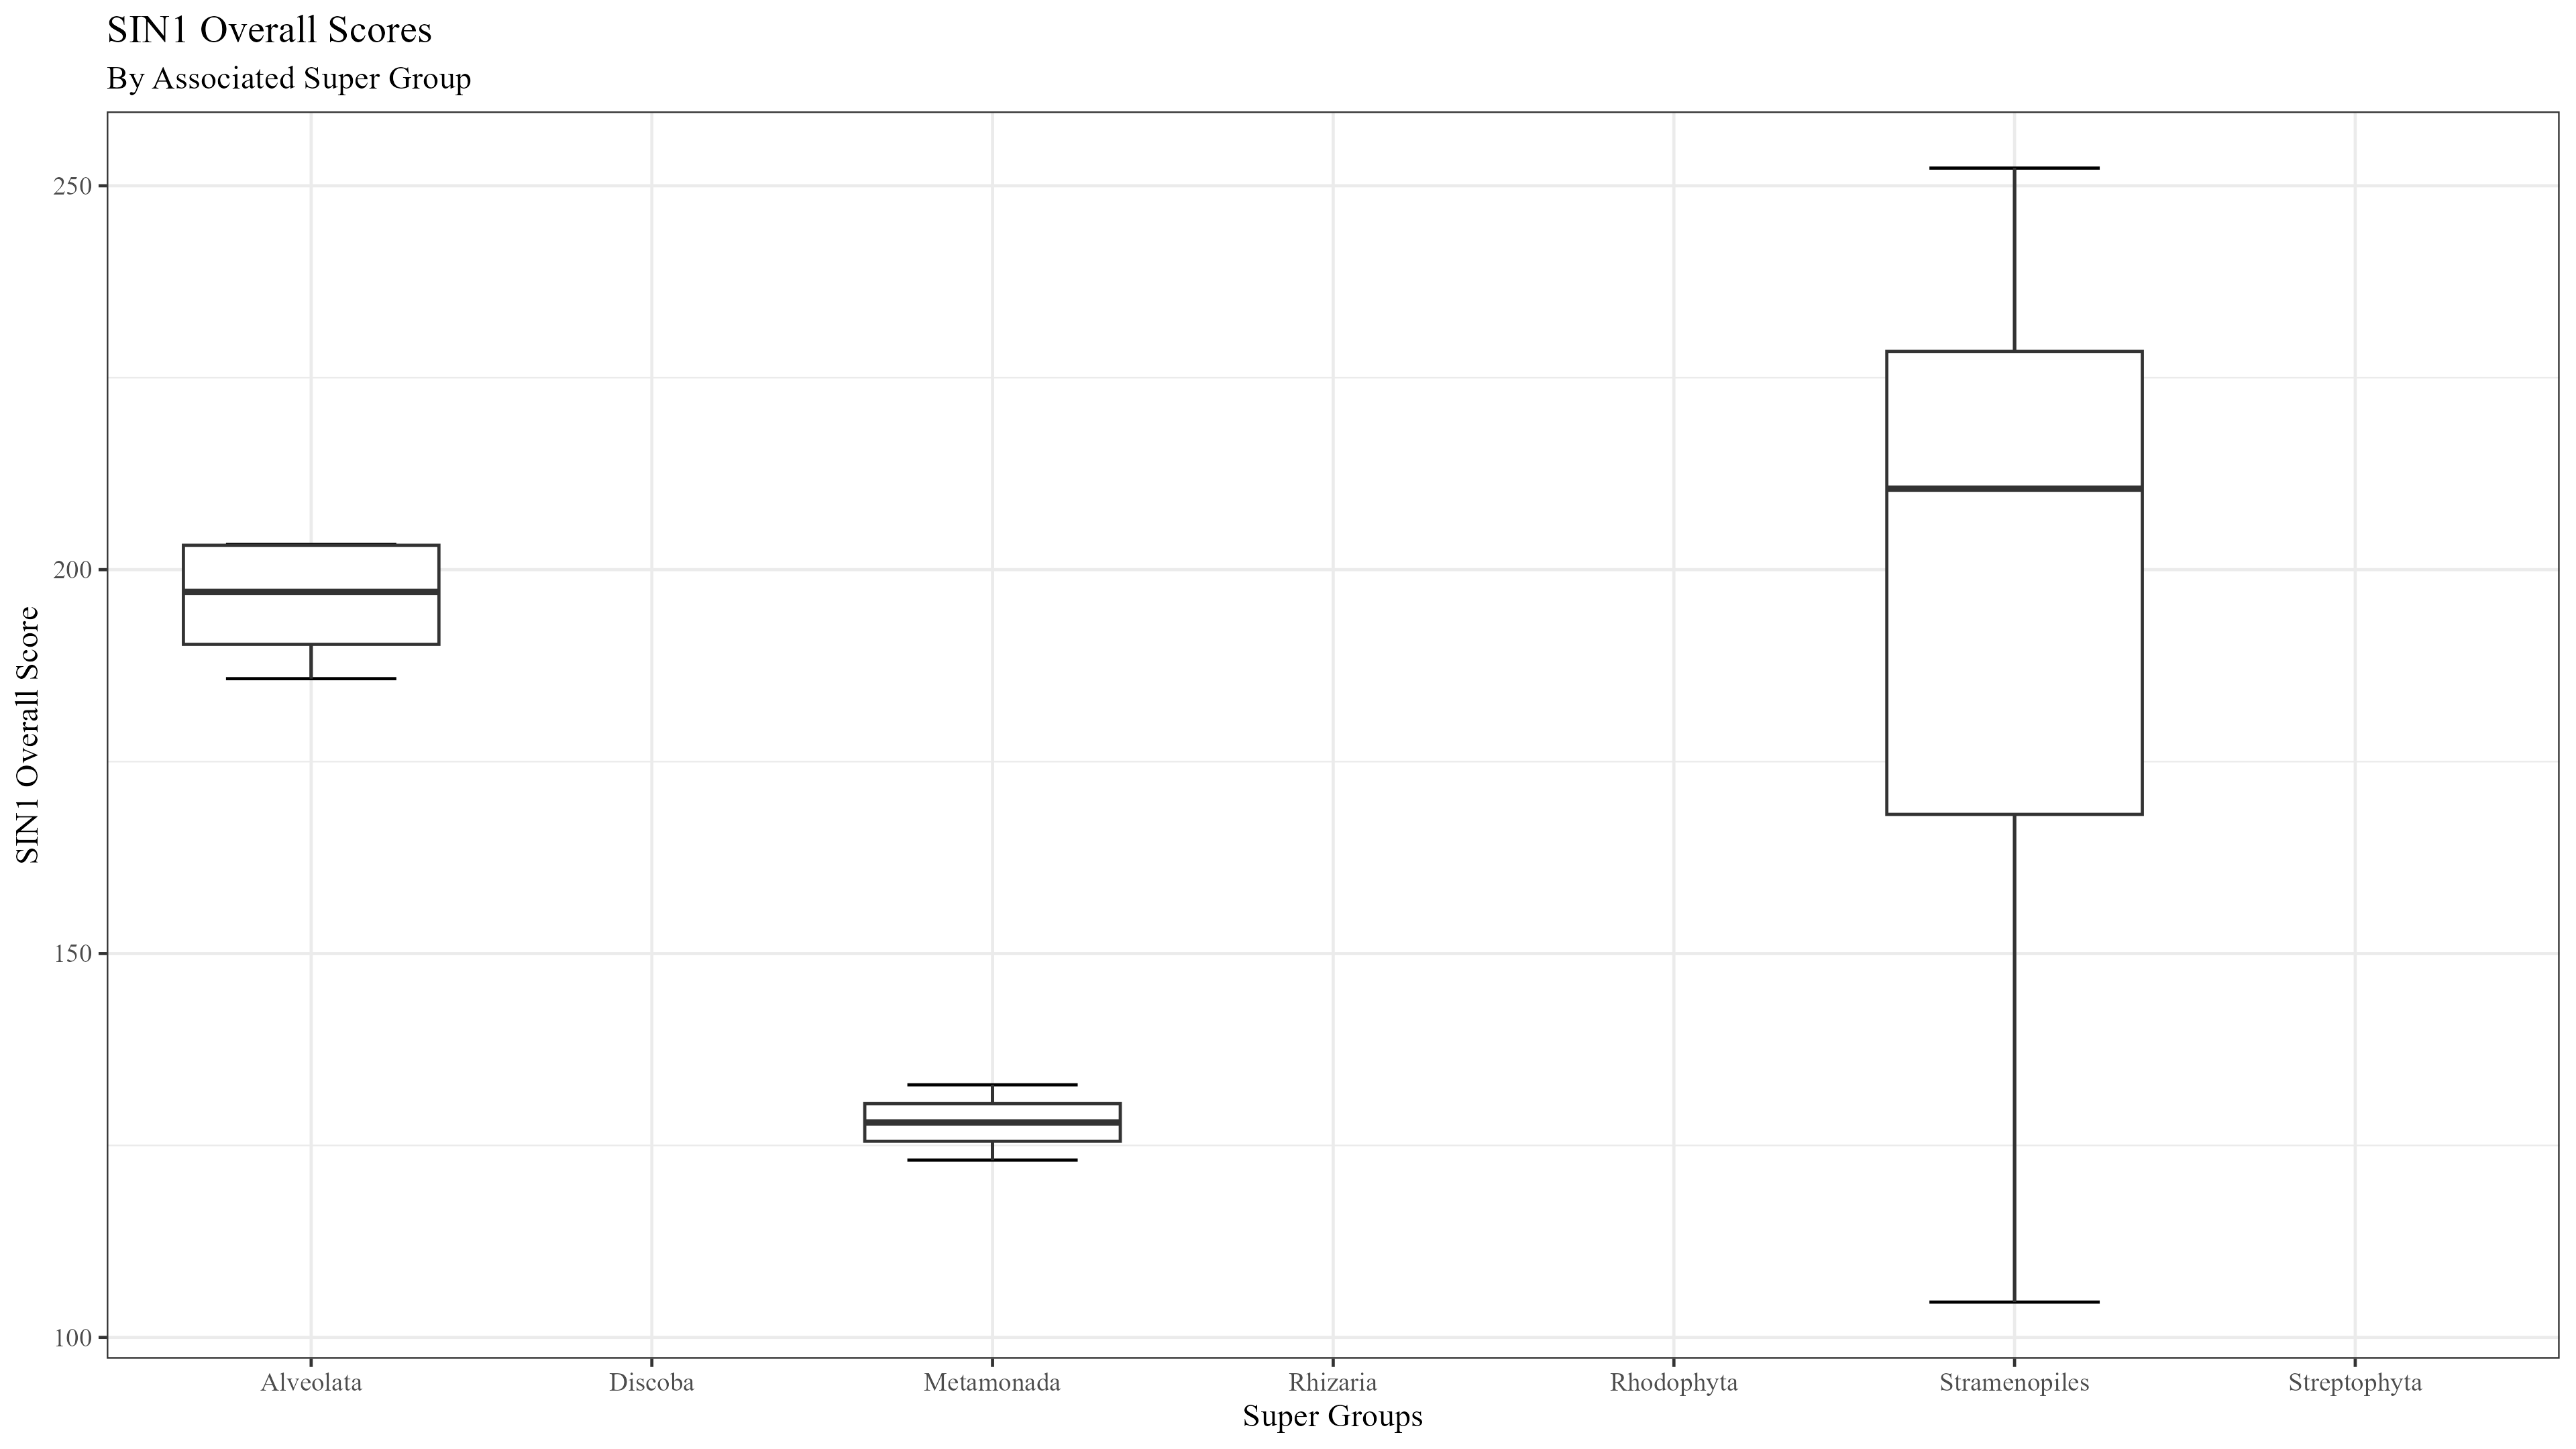 SIN1 Overall Scores
By Associated Super Group
SIN1 Overall Score
250
200
150
100
Alveolata Discoba Metamonada Rhizaria Rhodophyta Stramenopiles Streptophyta
Super Groups